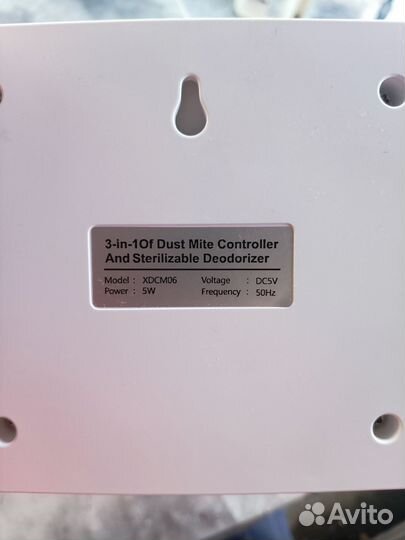 3-in-1Of Dust Mite Controller
And Sterilizable Deodorizer
Model : XDCM06 Voltage : DC5V
Power : 5W Frequency : 50Hz
Avito